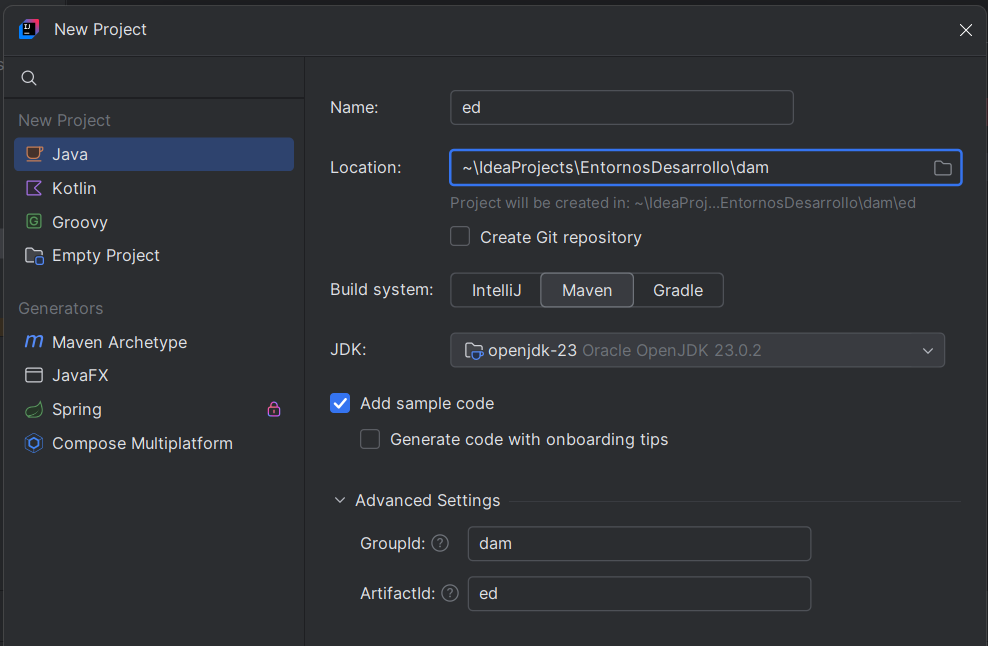 New Project
New Project
Java
Kotlin
Groovy
Empty Project
Generators
Maven Archetype
JavaFX
Spring
Compose Multiplatform
Name: ed
Location: ~\IdeaProjects\EntornosDesarrollo\dam
Project will be created in: ~\IdeaProj...EntornosDesarrollo\dam\ed
Create Git repository
Build system: IntelliJ Maven Gradle
JDK: openjdk-23 Oracle OpenJDK 23.0.2
Add sample code
Generate code with onboarding tips
Advanced Settings
GroupId: ? dam
ArtifactId: ? ed